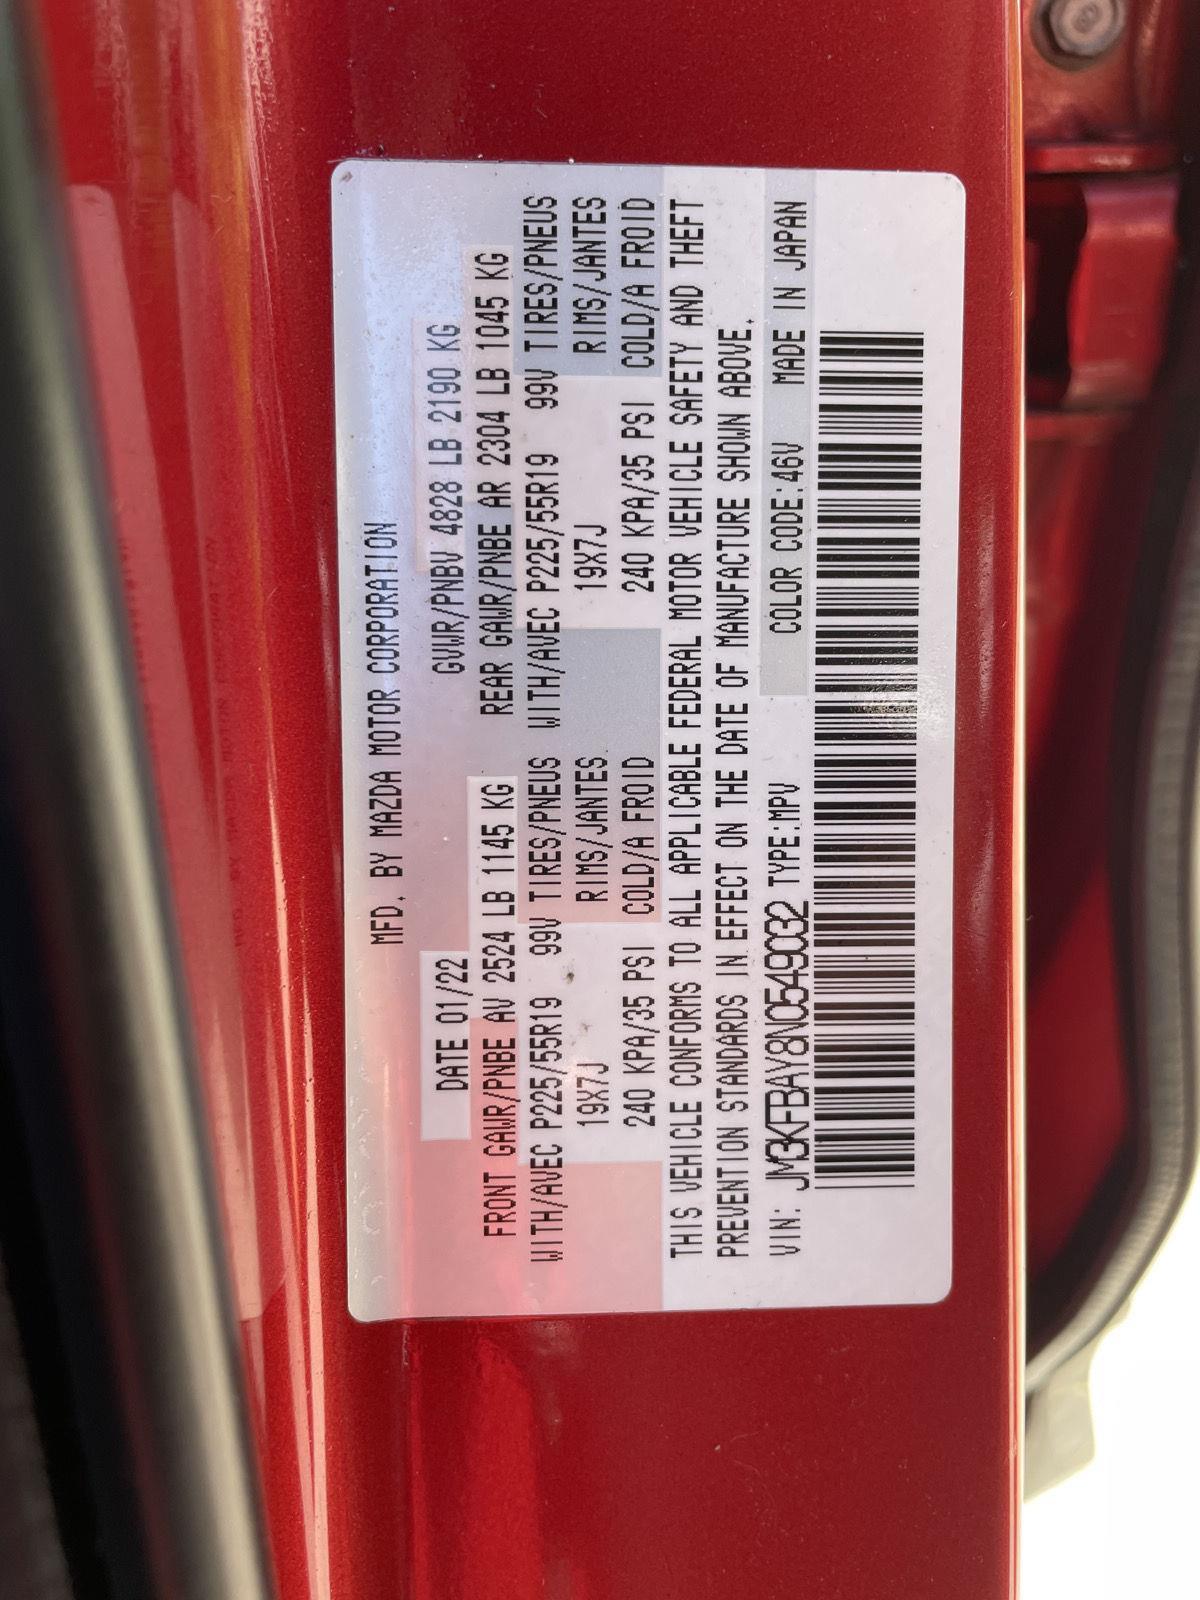 MFD. BY MAZDA MOTOR CORPORATION
DATE 01/22 GVWR/PNBV 4828 LB 2190 KG
FRONT GAWR/PNBE AV 2524 LB 1145 KG REAR GAWR/PNBE AR 2304 LB 1045 KG
WITH/AVEC P225/55R19 99V TIRES/PNEUS WITH/AVEC P225/55R19 99V TIRES/PNEUS
19X7J RIMS/JANTES 19X7J RIMS/JANTES
240 KPA/35 PSI COLD/A FROID 240 KPA/35 PSI COLD/A FROID
THIS VEHICLE CONFORMS TO ALL APPLICABLE FEDERAL MOTOR VEHICLE SAFETY AND THEFT
PREVENTION STANDARDS IN EFFECT ON THE DATE OF MANUFACTURE SHOWN ABOVE.
VIN: JM3KFBAY8N0549032 TYPE:MPV COLOR CODE:46V MADE IN JAPAN